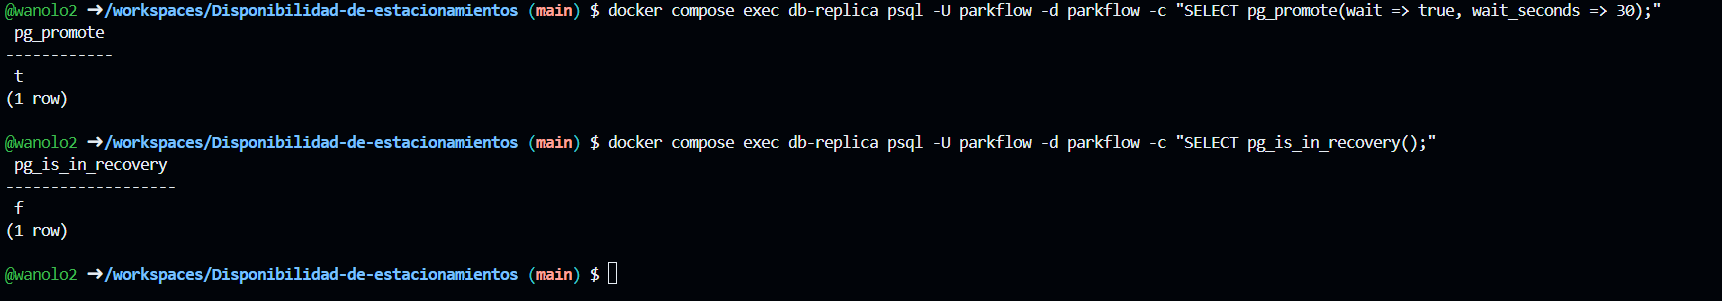 @wanolo2 ➜/workspaces/Disponibilidad-de-estacionamientos (main) $ docker compose exec db-replica psql -U parkflow -d parkflow -c "SELECT pg_promote(wait => true, wait_seconds => 30);"
 pg_promote
------------
 t
(1 row)

@wanolo2 ➜/workspaces/Disponibilidad-de-estacionamientos (main) $ docker compose exec db-replica psql -U parkflow -d parkflow -c "SELECT pg_is_in_recovery();"
 pg_is_in_recovery
-------------------
 f
(1 row)

@wanolo2 ➜/workspaces/Disponibilidad-de-estacionamientos (main) $